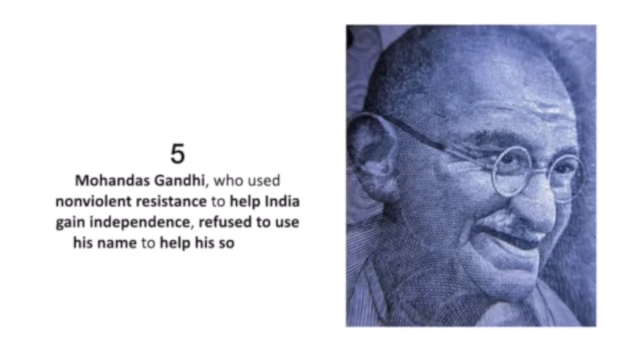 5
Mohandas Gandhi, who used
nonviolent resistance to help India
gain independence, refused to use
his name to help his so